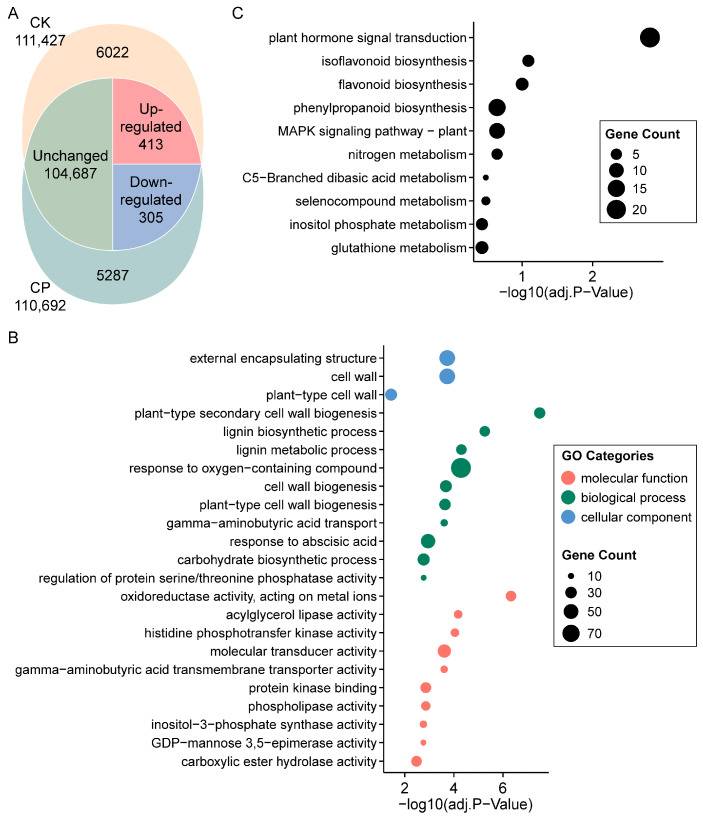 A
CK
111,427
6022
Up-
regulated
413
Unchanged
104,687
Down-
regulated
305
5287
CP
110,692
C
plant hormone signal transduction
isoflavonoid biosynthesis
flavonoid biosynthesis
phenylpropanoid biosynthesis
MAPK signaling pathway − plant
nitrogen metabolism
C5−Branched dibasic acid metabolism
selenocompound metabolism
inositol phosphate metabolism
glutathione metabolism
1 2
−log10(adj.P−Value)
Gene Count
5
10
15
20
B
external encapsulating structure
cell wall
plant−type cell wall
plant−type secondary cell wall biogenesis
lignin biosynthetic process
lignin metabolic process
response to oxygen−containing compound
cell wall biogenesis
plant−type cell wall biogenesis
gamma−aminobutyric acid transport
response to abscisic acid
carbohydrate biosynthetic process
regulation of protein serine/threonine phosphatase activity
oxidoreductase activity, acting on metal ions
acylglycerol lipase activity
histidine phosphotransfer kinase activity
molecular transducer activity
gamma−aminobutyric acid transmembrane transporter activity
protein kinase binding
phospholipase activity
inositol−3−phosphate synthase activity
GDP−mannose 3,5−epimerase activity
carboxylic ester hydrolase activity
2 4 6
−log10(adj.P−Value)
GO Categories
molecular function
biological process
cellular component
Gene Count
10
30
50
70